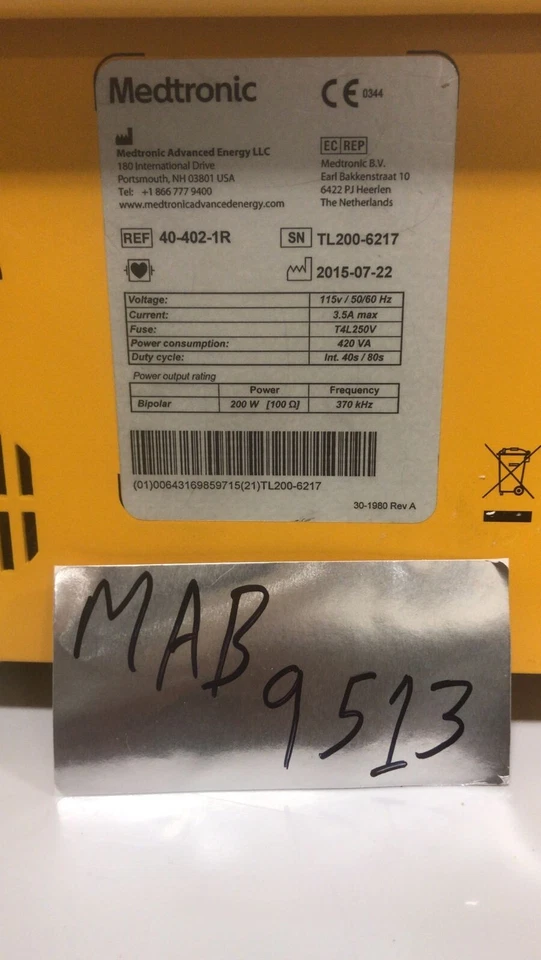 Medtronic
CE 0344
Medtronic Advanced Energy LLC
180 International Drive
Portsmouth, NH 03801 USA
Tel: +1 866 777 9400
www.medtronicadvancedenergy.com
EC REP
Medtronic B.V.
Earl Bakkenstraat 10
6422 PJ Heerlen
The Netherlands
REF 40-402-1R
SN TL200-6217
2015-07-22
Voltage: 115v / 50/60 Hz
Current: 3.5A max
Fuse: T4L250V
Power consumption: 420 VA
Duty cycle: Int. 40s / 80s
Power output rating
Power Frequency
Bipolar 200 W [100 Ω] 370 kHz
(01)00643169859715(21)TL200-6217
30-1980 Rev A
MAB
9513